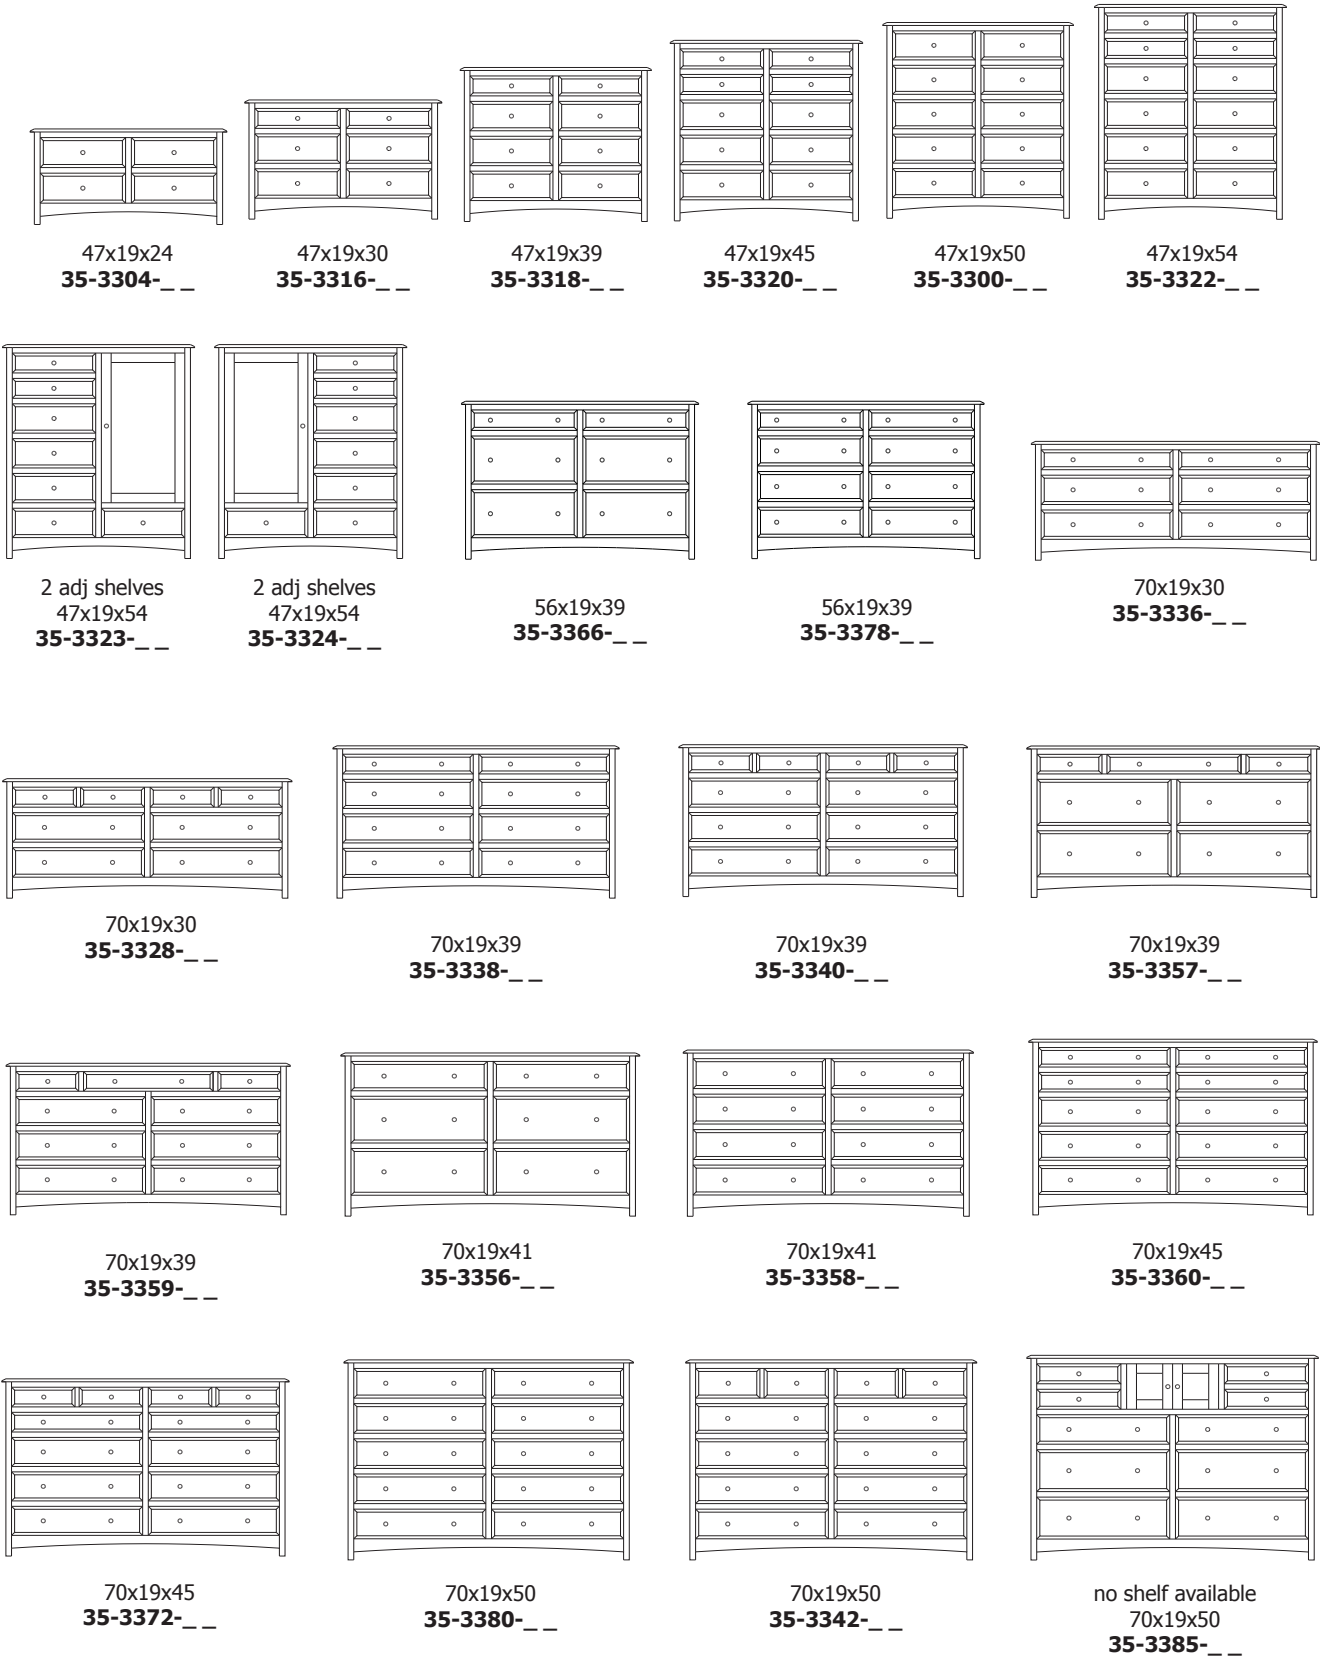 47x19x24
35-3304-_ _
47x19x30
35-3316-_ _
47x19x39
35-3318-_ _
47x19x45
35-3320-_ _
47x19x50
35-3300-_ _
47x19x54
35-3322-_ _
2 adj shelves
47x19x54
35-3323-_ _
2 adj shelves
47x19x54
35-3324-_ _
56x19x39
35-3366-_ _
56x19x39
35-3378-_ _
70x19x30
35-3336-_ _
70x19x30
35-3328-_ _
70x19x39
35-3338-_ _
70x19x39
35-3340-_ _
70x19x39
35-3357-_ _
70x19x39
35-3359-_ _
70x19x41
35-3356-_ _
70x19x41
35-3358-_ _
70x19x45
35-3360-_ _
70x19x45
35-3372-_ _
70x19x50
35-3380-_ _
70x19x50
35-3342-_ _
no shelf available
70x19x50
35-3385-_ _